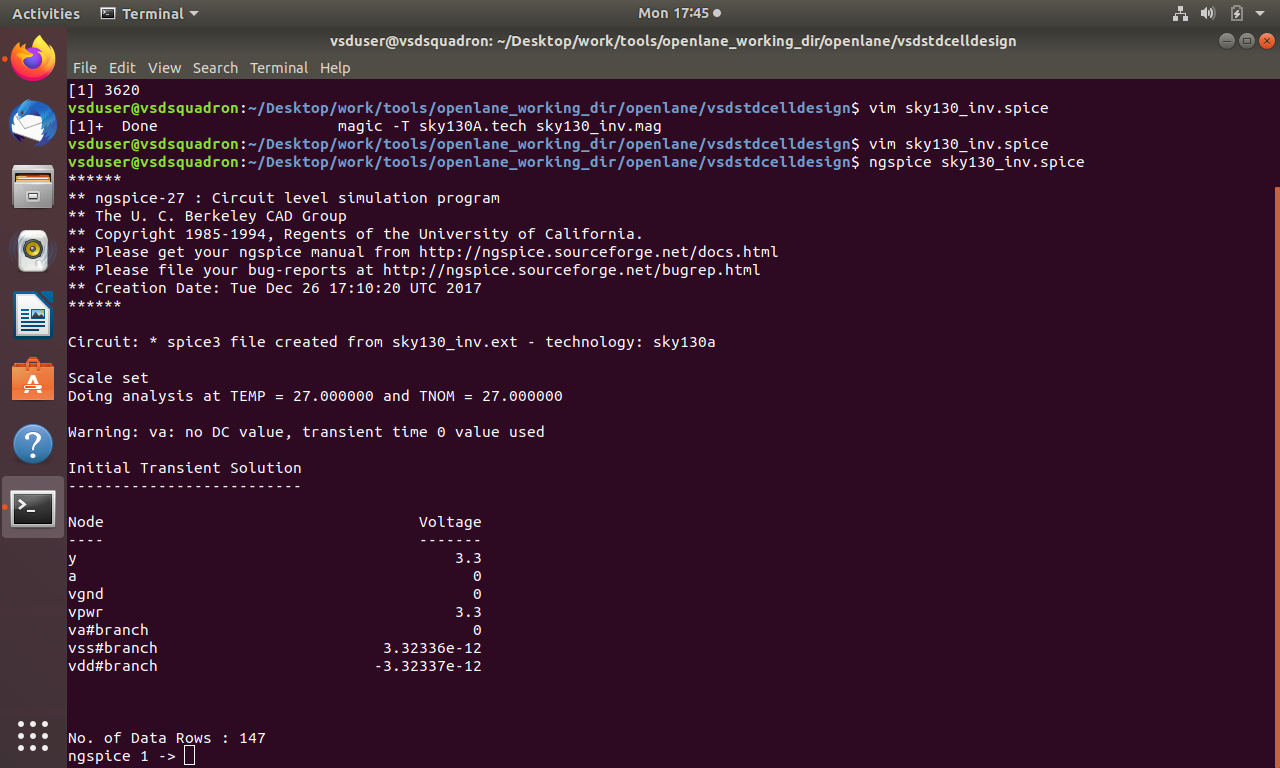 Activities Terminal Mon 17:45
vsduser@vsdsquadron: ~/Desktop/work/tools/openlane_working_dir/openlane/vsdstdcelldesign
File Edit View Search Terminal Help
[1] 3620
vsduser@vsdsquadron:~/Desktop/work/tools/openlane_working_dir/openlane/vsdstdcelldesign$ vim sky130_inv.spice
[1]+  Done                    magic -T sky130A.tech sky130_inv.mag
vsduser@vsdsquadron:~/Desktop/work/tools/openlane_working_dir/openlane/vsdstdcelldesign$ vim sky130_inv.spice
vsduser@vsdsquadron:~/Desktop/work/tools/openlane_working_dir/openlane/vsdstdcelldesign$ ngspice sky130_inv.spice
******
** ngspice-27 : Circuit level simulation program
** The U. C. Berkeley CAD Group
** Copyright 1985-1994, Regents of the University of California.
** Please get your ngspice manual from http://ngspice.sourceforge.net/docs.html
** Please file your bug-reports at http://ngspice.sourceforge.net/bugrep.html
** Creation Date: Tue Dec 26 17:10:20 UTC 2017
******
Circuit: * spice3 file created from sky130_inv.ext - technology: sky130a
Scale set
Doing analysis at TEMP = 27.000000 and TNOM = 27.000000
Warning: va: no DC value, transient time 0 value used
Initial Transient Solution
--------------------------
Node                                   Voltage
----                                   -------
y                                          3.3
a                                            0
vgnd                                         0
vpwr                                       3.3
va#branch                                    0
vss#branch                         3.32336e-12
vdd#branch                        -3.32337e-12
No. of Data Rows : 147
ngspice 1 ->